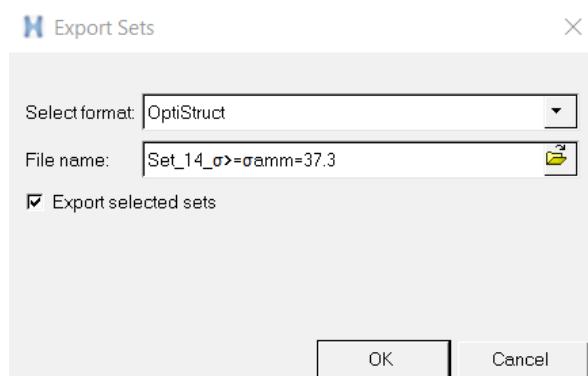 Export Sets
Select format: OptiStruct
File name: Set_14_σ>=σamm=37.3
Export selected sets
OK Cancel